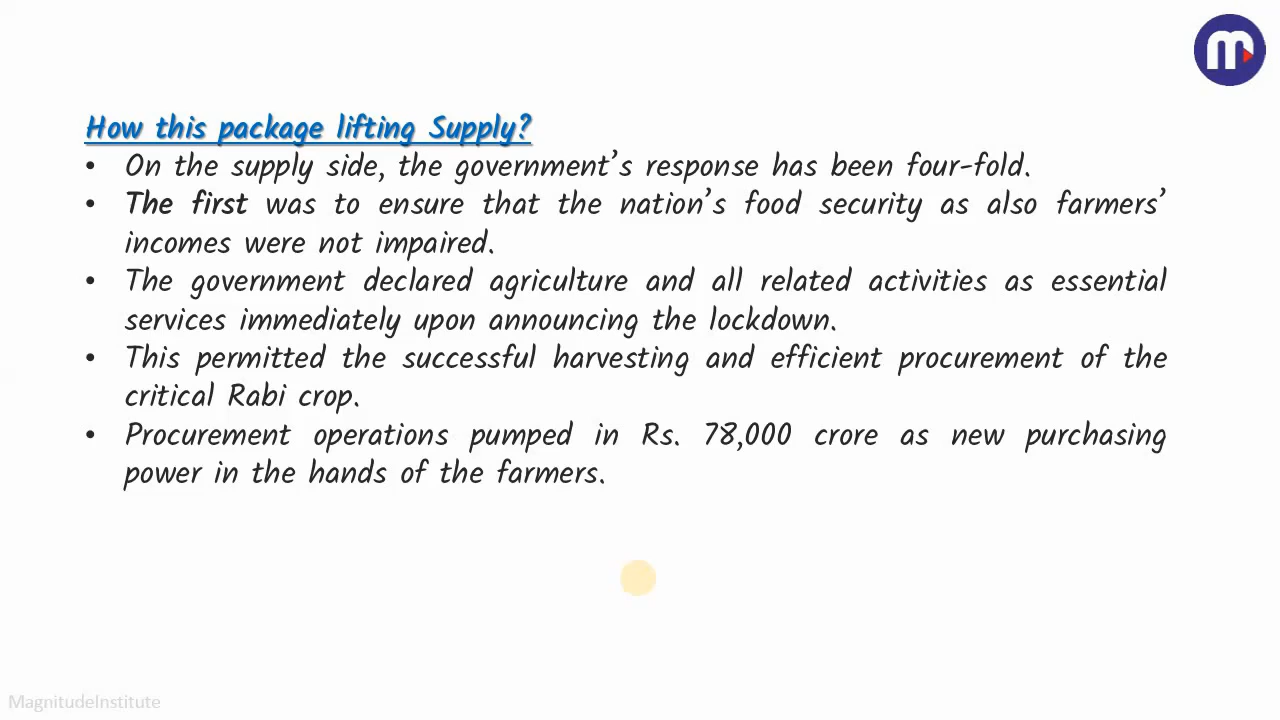 How this package lifting Supply?
• On the supply side, the government’s response has been four-fold.
• The first was to ensure that the nation’s food security as also farmers’
incomes were not impaired.
• The government declared agriculture and all related activities as essential
services immediately upon announcing the lockdown.
• This permitted the successful harvesting and efficient procurement of the
critical Rabi crop.
• Procurement operations pumped in Rs. 78,000 crore as new purchasing
power in the hands of the farmers.
MagnitudeInstitute